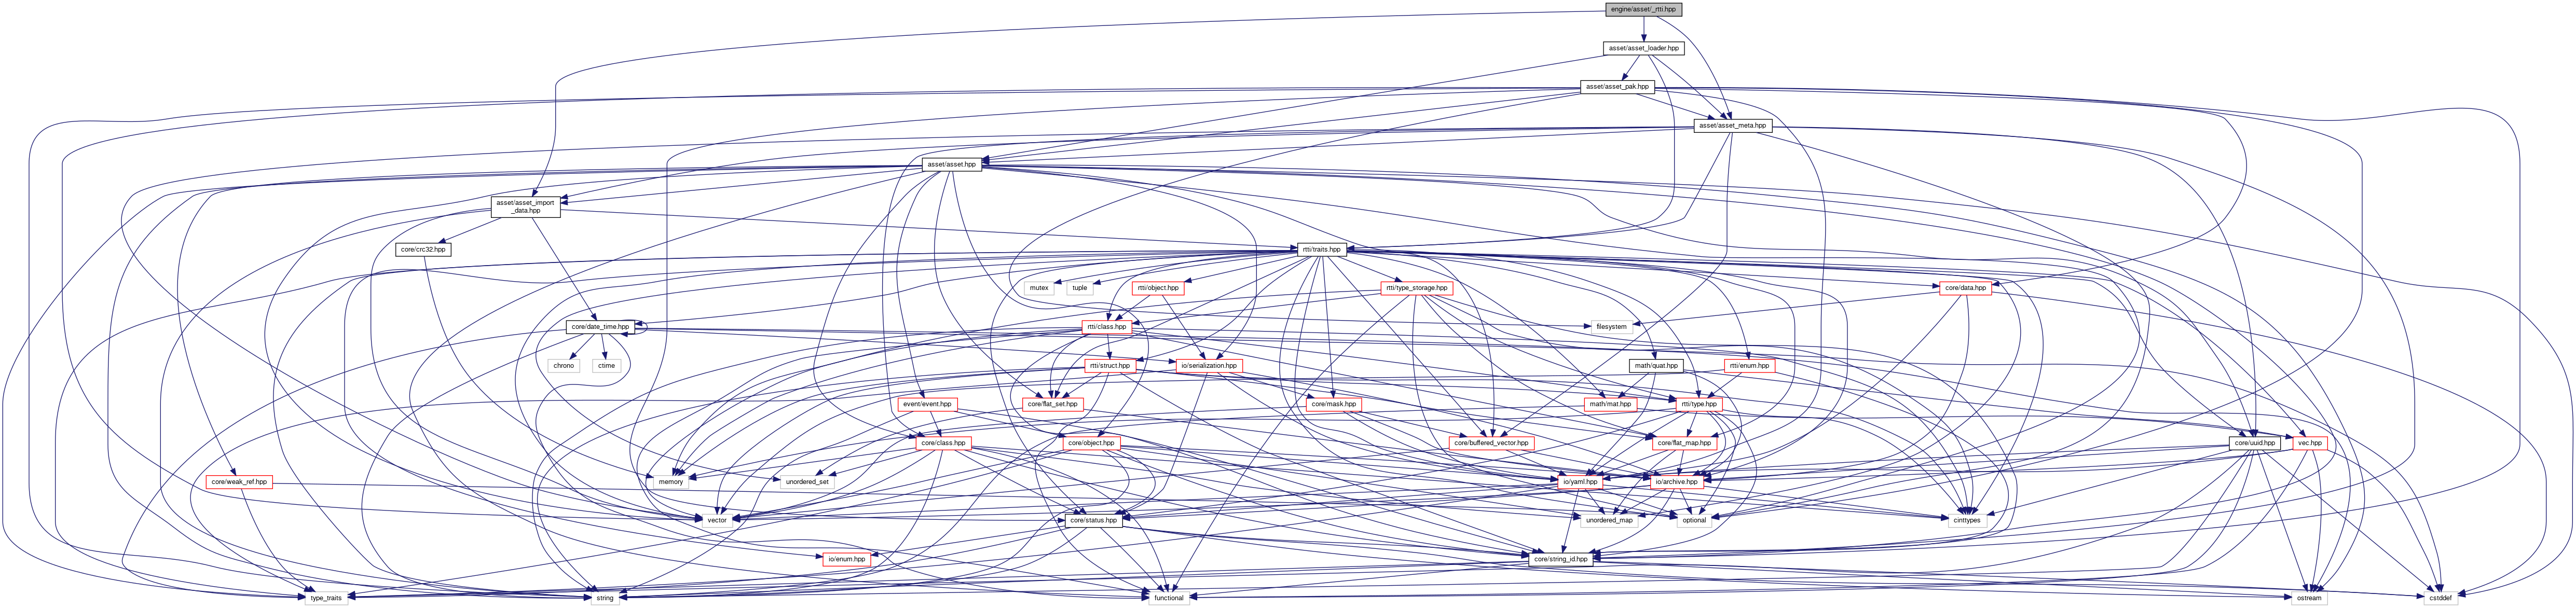 engine/asset/_rtti.hpp
asset/asset_loader.hpp
asset/asset_pak.hpp
asset/asset_meta.hpp
asset/asset.hpp
asset/asset_import
_data.hpp
core/crc32.hpp
rtti/traits.hpp
mutex
tuple
rtti/object.hpp
rtti/type_storage.hpp
core/data.hpp
core/date_time.hpp
rtti/class.hpp
filesystem
chrono
ctime
rtti/struct.hpp
io/serialization.hpp
math/quat.hpp
rtti/enum.hpp
event/event.hpp
core/flat_set.hpp
core/mask.hpp
math/mat.hpp
rtti/type.hpp
core/class.hpp
core/object.hpp
core/buffered_vector.hpp
core/flat_map.hpp
core/uuid.hpp
vec.hpp
core/weak_ref.hpp
memory
unordered_set
io/yaml.hpp
io/archive.hpp
vector
core/status.hpp
unordered_map
optional
cinttypes
io/enum.hpp
core/string_id.hpp
type_traits
string
functional
ostream
cstddef